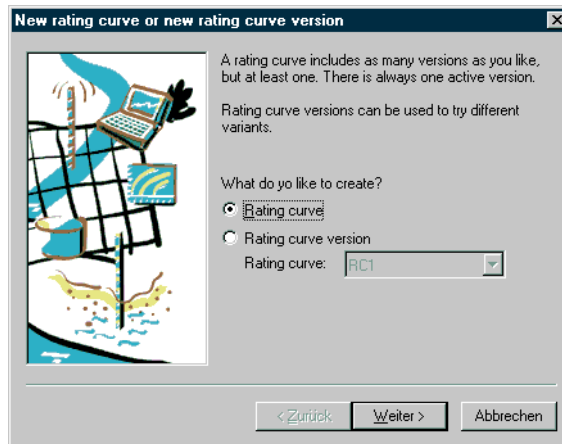 New rating curve or new rating curve version
A rating curve includes as many versions as you like,
but at least one. There is always one active version.
Rating curve versions can be used to try different
variants.
What do yo like to create?
Rating curve
Rating curve version
Rating curve: RC1
< Zurück Weiter > Abbrechen